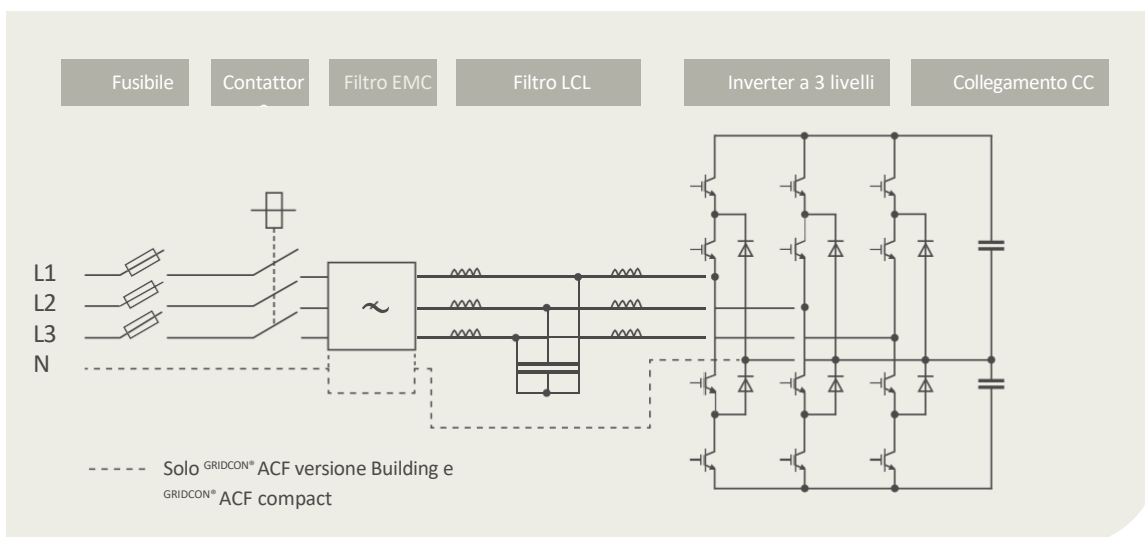 Fusibile
Contattor
Filtro EMC
Filtro LCL
Inverter a 3 livelli
Collegamento CC
L1
L2
L3
N
Solo GRIDCON® ACF versione Building e
GRIDCON® ACF compact